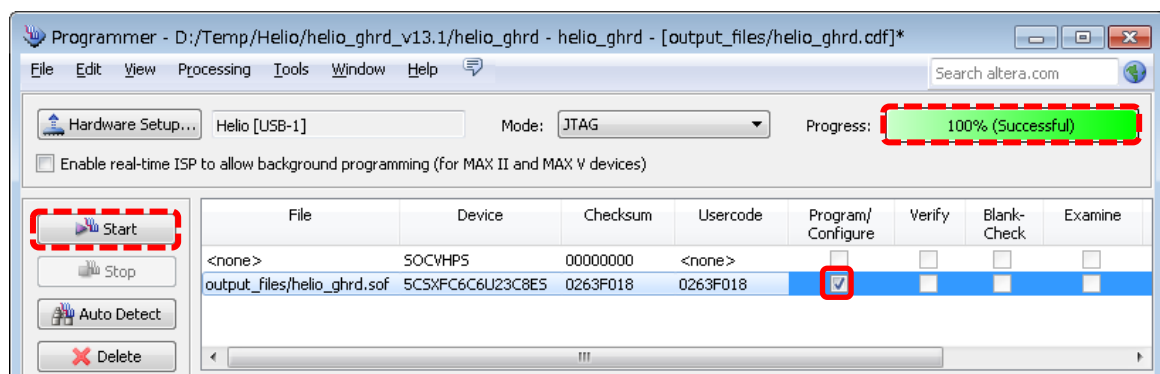 Programmer - D:/Temp/Helio/helio_ghrd_v13.1/helio_ghrd - helio_ghrd - [output_files/helio_ghrd.cdf]*
File Edit View Processing Tools Window Help Search altera.com
Hardware Setup... Helio [USB-1] Mode: JTAG Progress: 100% (Successful)
Enable real-time ISP to allow background programming (for MAX II and MAX V devices)
Start
Stop
Auto Detect
Delete
File Device Checksum Usercode Program/ Verify Blank- Examine
Configure Check
<none> SOCVHPS 00000000 <none>
output_files/helio_ghrd.sof 5CSXFC6C6U23C8ES 0263F018 0263F018